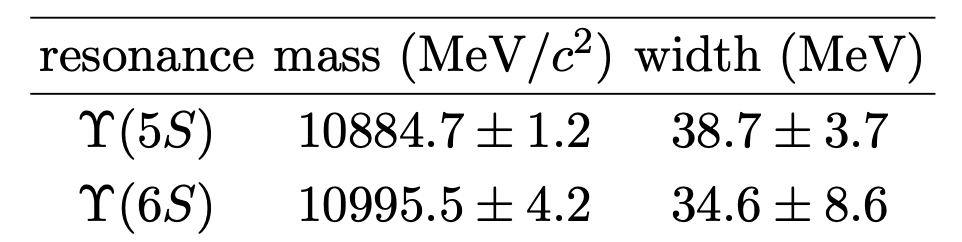 resonance mass (MeV/c²) width (MeV)
ϒ(5S) 10884.7 ± 1.2 38.7 ± 3.7
ϒ(6S) 10995.5 ± 4.2 34.6 ± 8.6